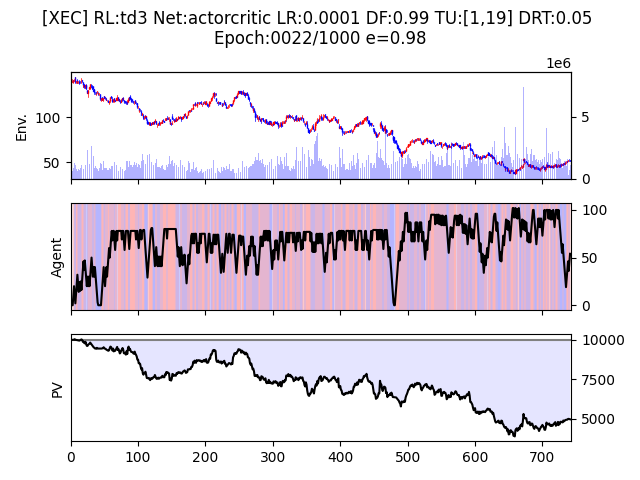 [XEC] RL:td3 Net:actorcritic LR:0.0001 DF:0.99 TU:[1,19] DRT:0.05
Epoch:0022/1000 e=0.98
1e6
Env.
100
50
5
0
Agent
100
50
0
PV
10000
7500
5000
0 100 200 300 400 500 600 700